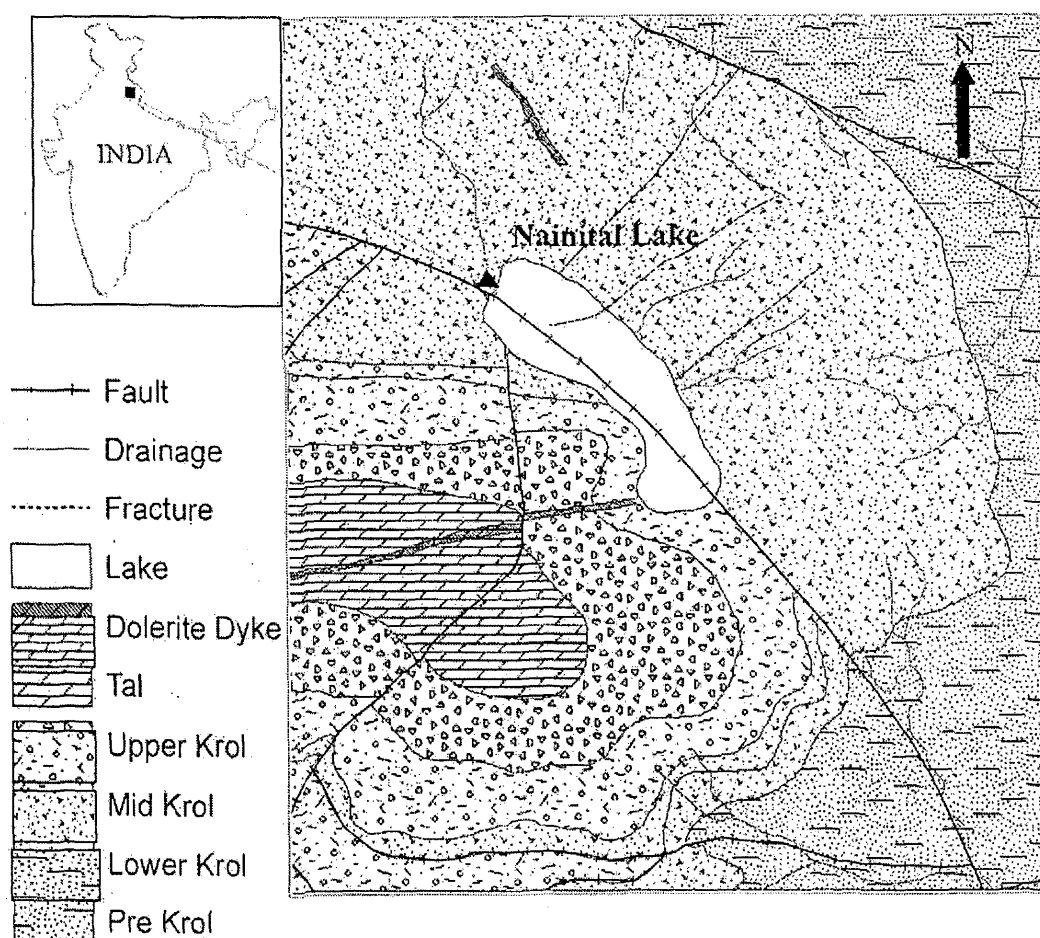 INDIA
N
Nainital Lake
Fault
Drainage
Fracture
Lake
Dolerite Dyke
Tal
Upper Krol
Mid Krol
Lower Krol
Pre Krol